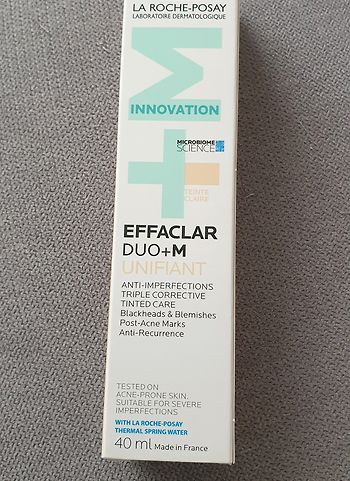 LA ROCHE-POSAY
LABORATOIRE DERMATOLOGIQUE
+M
INNOVATION
MICROBIOME
SCIENCE
TEINTE
CLAIRE
EFFACLAR
DUO+M
UNIFIANT
ANTI-IMPERFECTIONS
TRIPLE CORRECTIVE
TINTED CARE
Blackheads & Blemishes
Post-Acne Marks
Anti-Recurrence
TESTED ON
ACNE-PRONE SKIN.
SUITABLE FOR SEVERE
IMPERFECTIONS
WITH LA ROCHE-POSAY
THERMAL SPRING WATER
40 ml Made in France